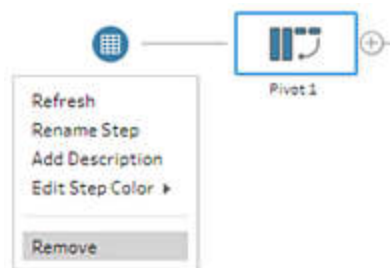 Pivot 1
Refresh
Rename Step
Add Description
Edit Step Color
Remove